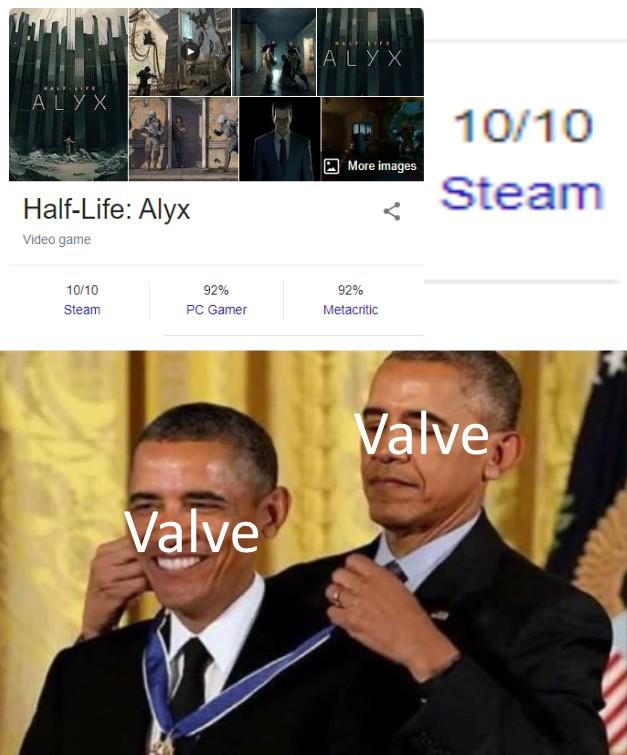 HALF-LIFE
ALYX
HALF-LIFE
ALYX
More images
Half-Life: Alyx
Video game
10/10
Steam
92%
PC Gamer
92%
Metacritic
10/10
Steam
Valve
Valve